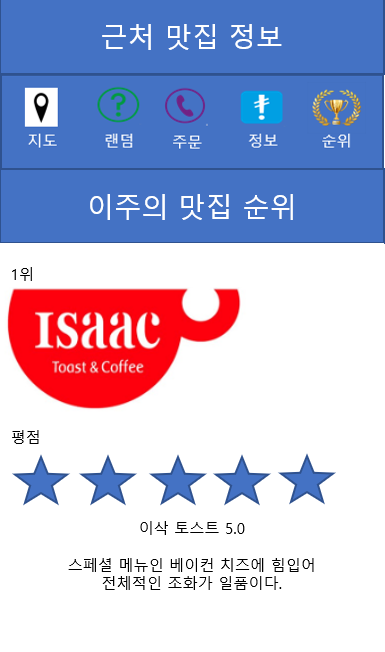 근처 맛집 정보
지도 랜덤 주문 정보 순위
이주의 맛집 순위
1위
Isaac
Toast & Coffee
평점
이삭 토스트 5.0
스페셜 메뉴인 베이컨 치즈에 힘입어
전체적인 조화가 일품이다.